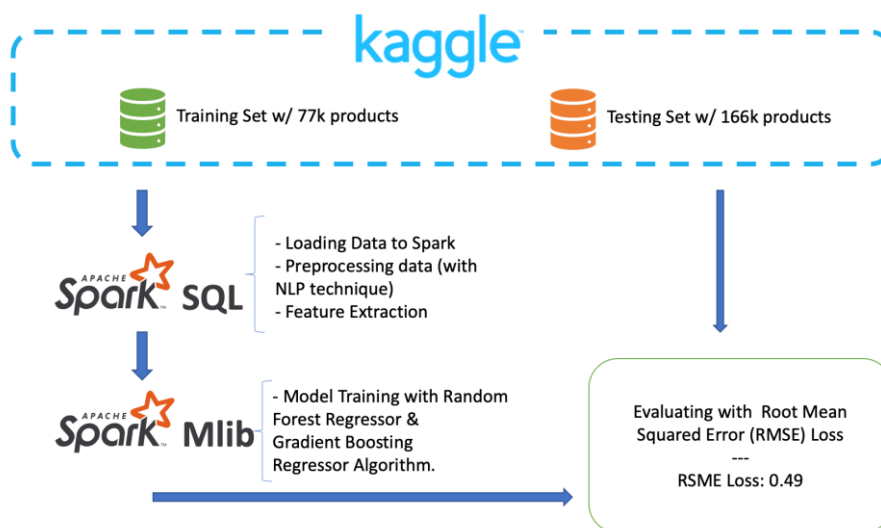 kaggle
Training Set w/ 77k products
Testing Set w/ 166k products
APACHE
Spark™ SQL
- Loading Data to Spark
- Preprocessing data (with
NLP technique)
- Feature Extraction
APACHE
Spark™ Mlib
- Model Training with Random
Forest Regressor &
Gradient Boosting
Regressor Algorithm.
Evaluating with Root Mean
Squared Error (RMSE) Loss
---
RSME Loss: 0.49